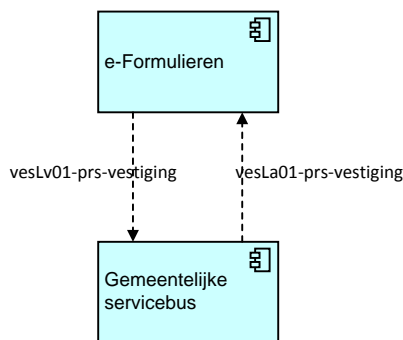 e-Formulieren
vesLv01-prs-vestiging
vesLa01-prs-vestiging
Gemeentelijke
servicebus